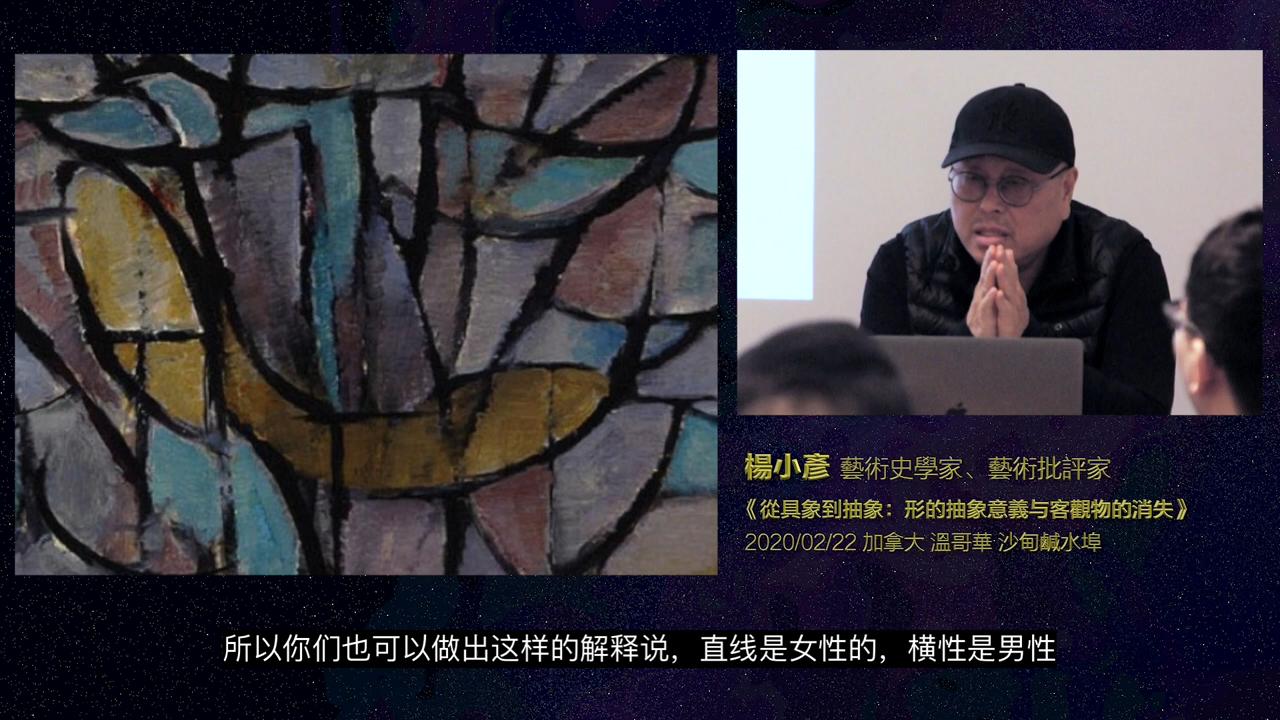 楊小彥 藝術史學家、藝術批評家
《從具象到抽象：形的抽象意義与客觀物的消失》
2020/02/22 加拿大 溫哥華 沙甸鹹水埠
所以你们也可以做出这样的解释说，直线是女性的，横性是男性